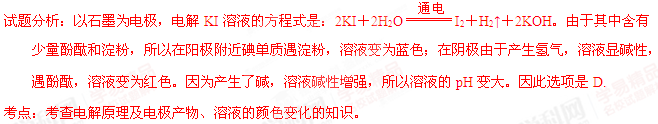 试题分析：以石墨为电极，电解 KI 溶液的方程式是：2KI＋2H₂O 通电 I₂＋H₂↑＋2KOH。由于其中含有
少量酚酞和淀粉，所以在阳极附近碘单质遇淀粉，溶液变为蓝色；在阴极由于产生氢气，溶液显碱性，
遇酚酞，溶液变为红色。因为产生了碱，溶液碱性增强，所以溶液的 pH 变大。因此选项是 D.
考点：考查电解原理及电极产物、溶液的颜色变化的知识。